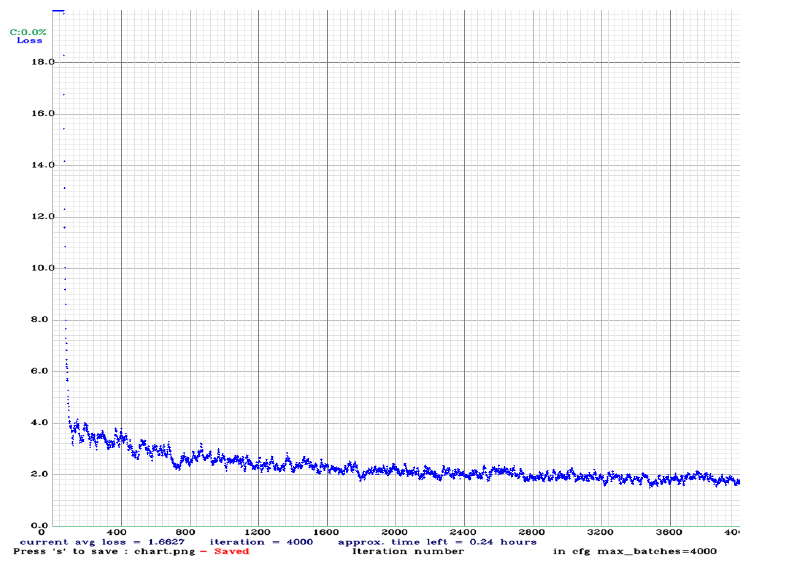 C:0.0%
Loss
18.0
16.0
14.0
12.0
10.0
8.0
6.0
4.0
2.0
0.0
0 400 800 1200 1600 2000 2400 2800 3200 3600 40
current avg loss = 1.6627 iteration = 4000 approx. time left = 0.24 hours
Press 's' to save : chart.png - Saved Iteration number in cfg max_batches=4000